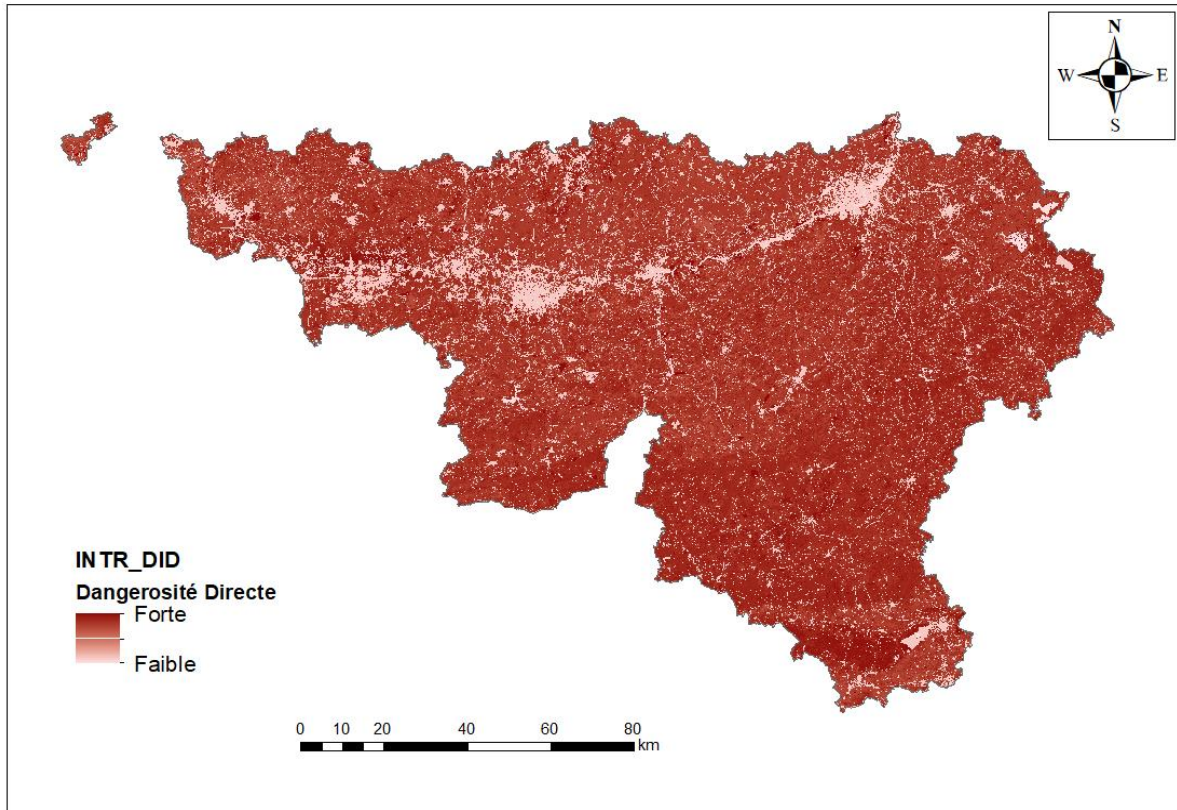 N
W E
S
INTR_DID
Dangerosité Directe
Forte
Faible
0 10 20 40 60 80
km